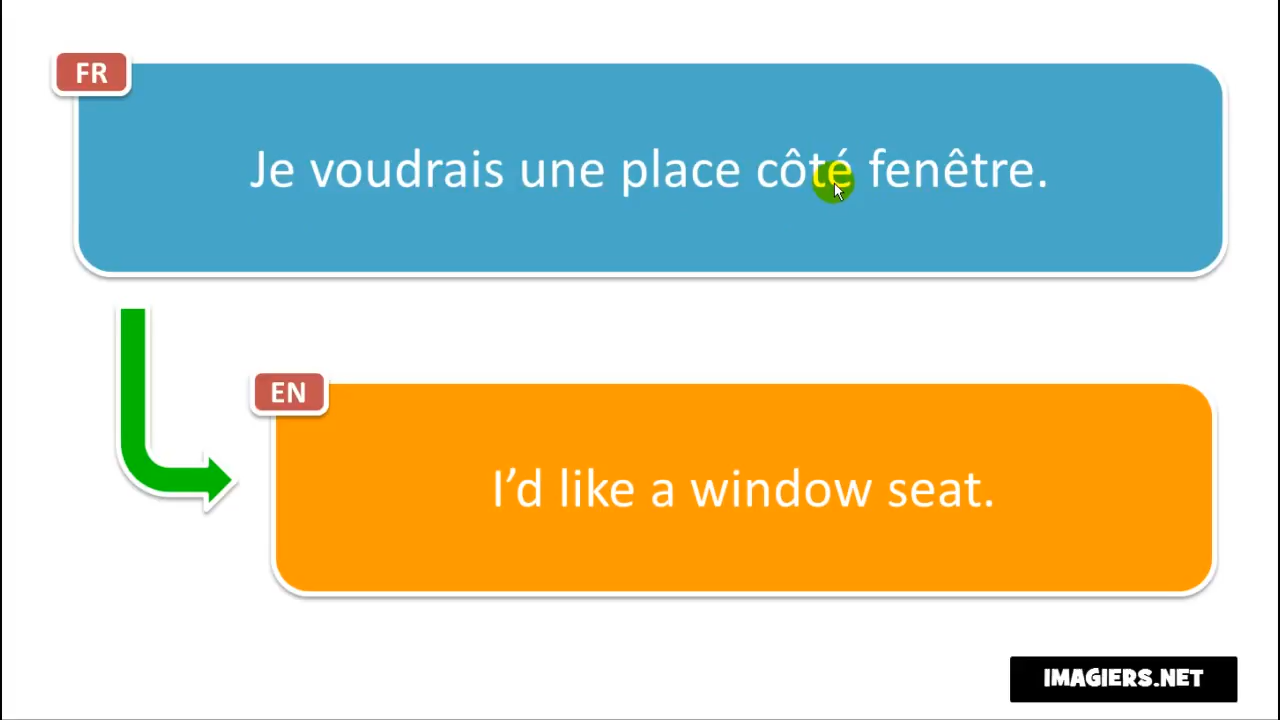 FR
Je voudrais une place côté fenêtre.
EN
I’d like a window seat.
IMAGIERS.NET